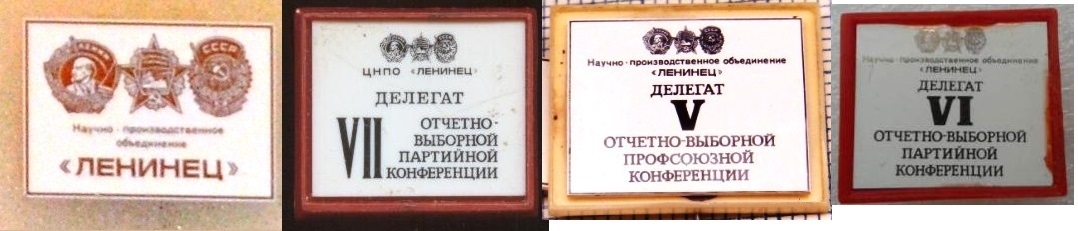 ЛЕНИН
СССР
Научно - производственное
объединение
«ЛЕНИНЕЦ»
ЦНПО «ЛЕНИНЕЦ»
ДЕЛЕГАТ
VII
ОТЧЕТНО-
ВЫБОРНОЙ
ПАРТИЙНОЙ
КОНФЕРЕНЦИИ
Научно - производственное объединение
«ЛЕНИНЕЦ»
ДЕЛЕГАТ
V
ОТЧЕТНО-ВЫБОРНОЙ
ПРОФСОЮЗНОЙ
КОНФЕРЕНЦИИ
Научно - производственное объединение
«ЛЕНИНЕЦ»
ДЕЛЕГАТ
VI
ОТЧЕТНО-ВЫБОРНОЙ
ПАРТИЙНОЙ
КОНФЕРЕНЦИИ